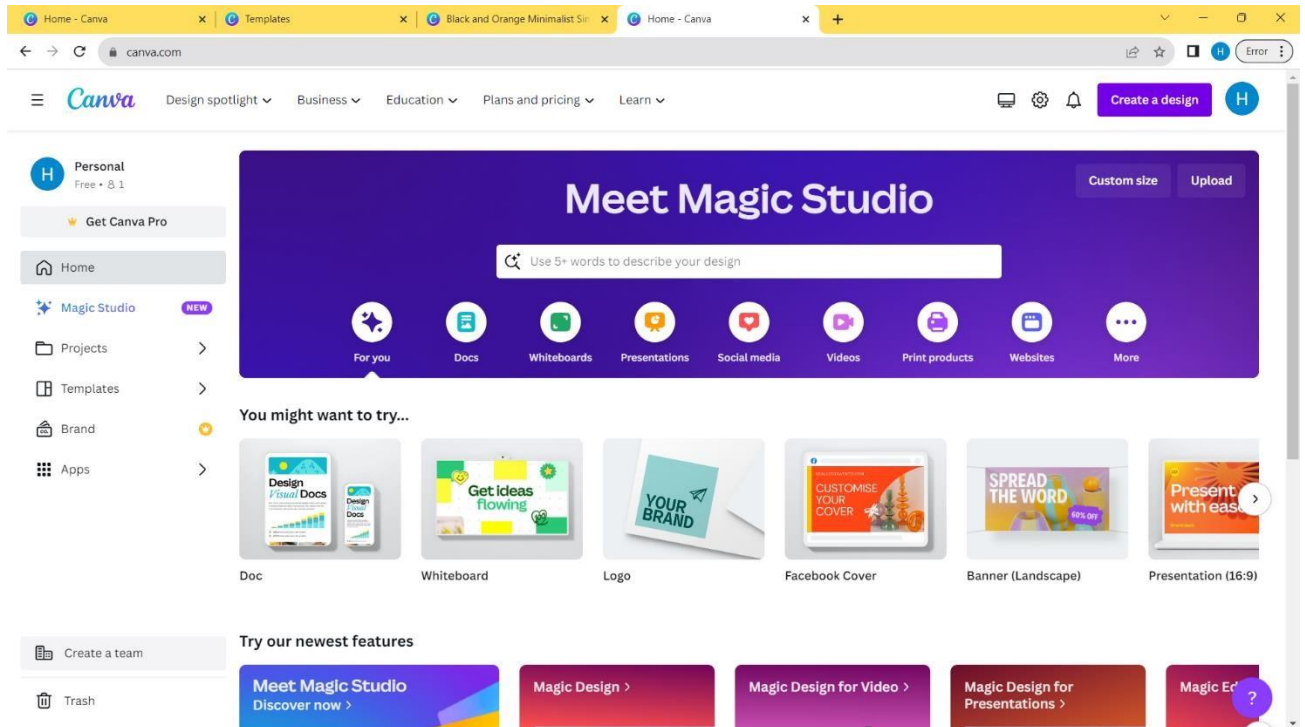 Home - Canva
Templates
Black and Orange Minimalist Sin
Home - Canva
canva.com
H
Error
Canva
Design spotlight
Business
Education
Plans and pricing
Learn
Create a design
H
H
Personal
Free • 1
Get Canva Pro
Home
Magic Studio
NEW
Projects
Templates
Brand
Apps
Create a team
Trash
Meet Magic Studio
Custom size
Upload
Use 5+ words to describe your design
For you
Docs
Whiteboards
Presentations
Social media
Videos
Print products
Websites
More
You might want to try...
Design
Visual Docs
Design
Visual
Docs
Get ideas
flowing
YOUR
BRAND
CUSTOMISE
YOUR
COVER
SPREAD
THE WORD
60% OFF
Present
with ease
Doc
Whiteboard
Logo
Facebook Cover
Banner (Landscape)
Presentation (16:9)
Try our newest features
Meet Magic Studio
Discover now >
Magic Design >
Magic Design for Video >
Magic Design for
Presentations >
Magic Ed
?